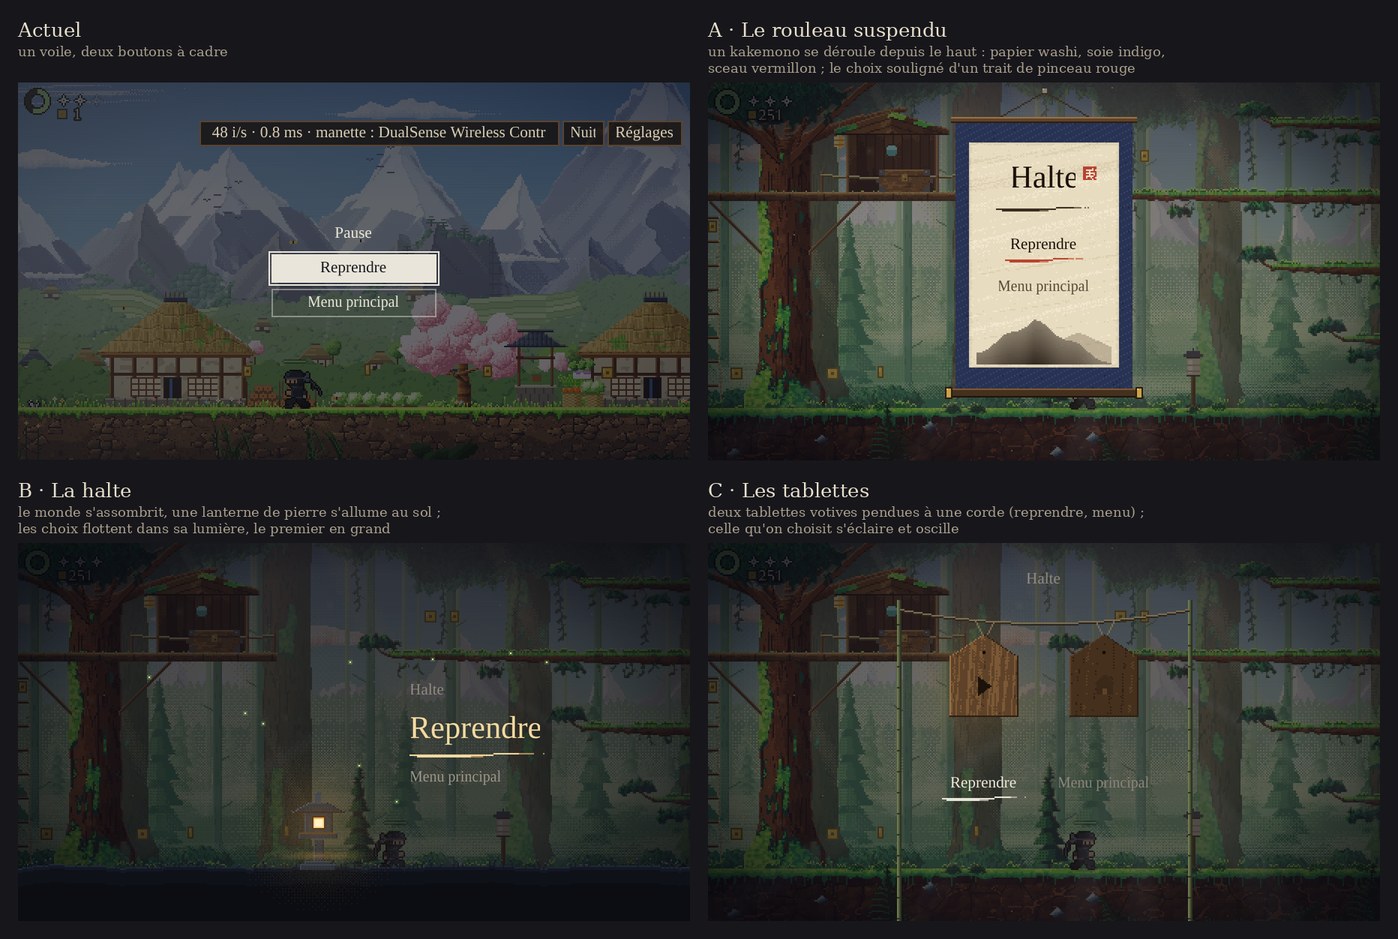 Actuel
un voile, deux boutons à cadre
1
48 i/s · 0.8 ms · manette : DualSense Wireless Contr
Nuit
Réglages
Pause
Reprendre
Menu principal
A · Le rouleau suspendu
un kakemono se déroule depuis le haut : papier washi, soie indigo,
sceau vermillon ; le choix souligné d'un trait de pinceau rouge
251
Halte
Reprendre
Menu principal
B · La halte
le monde s'assombrit, une lanterne de pierre s'allume au sol ;
les choix flottent dans sa lumière, le premier en grand
251
Halte
Reprendre
Menu principal
C · Les tablettes
deux tablettes votives pendues à une corde (reprendre, menu) ;
celle qu'on choisit s'éclaire et oscille
251
Halte
Reprendre
Menu principal